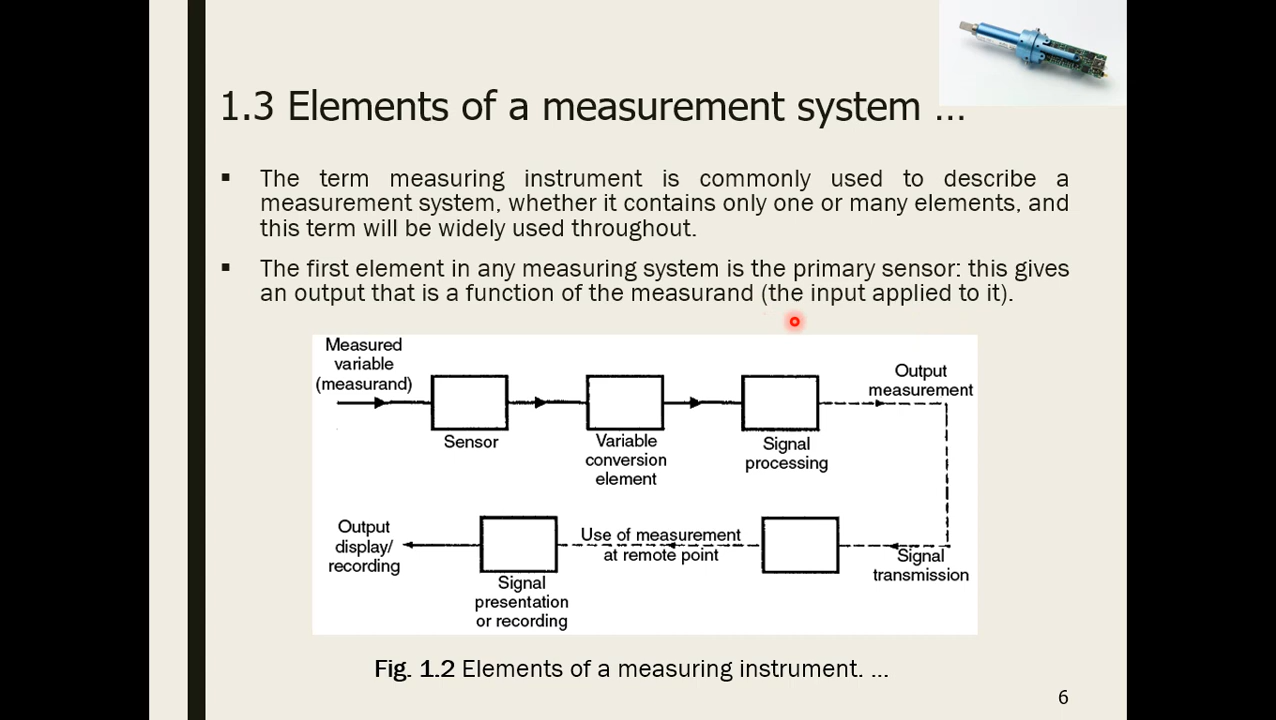 1.3 Elements of a measurement system ...
▪ The term measuring instrument is commonly used to describe a
measurement system, whether it contains only one or many elements, and
this term will be widely used throughout.
▪ The first element in any measuring system is the primary sensor: this gives
an output that is a function of the measurand (the input applied to it).
Measured
variable
(measurand)
Sensor
Variable
conversion
element
Signal
processing
Output
measurement
Output
display/
recording
Signal
presentation
or recording
Use of measurement
at remote point
Signal
transmission
Fig. 1.2 Elements of a measuring instrument. ...
6